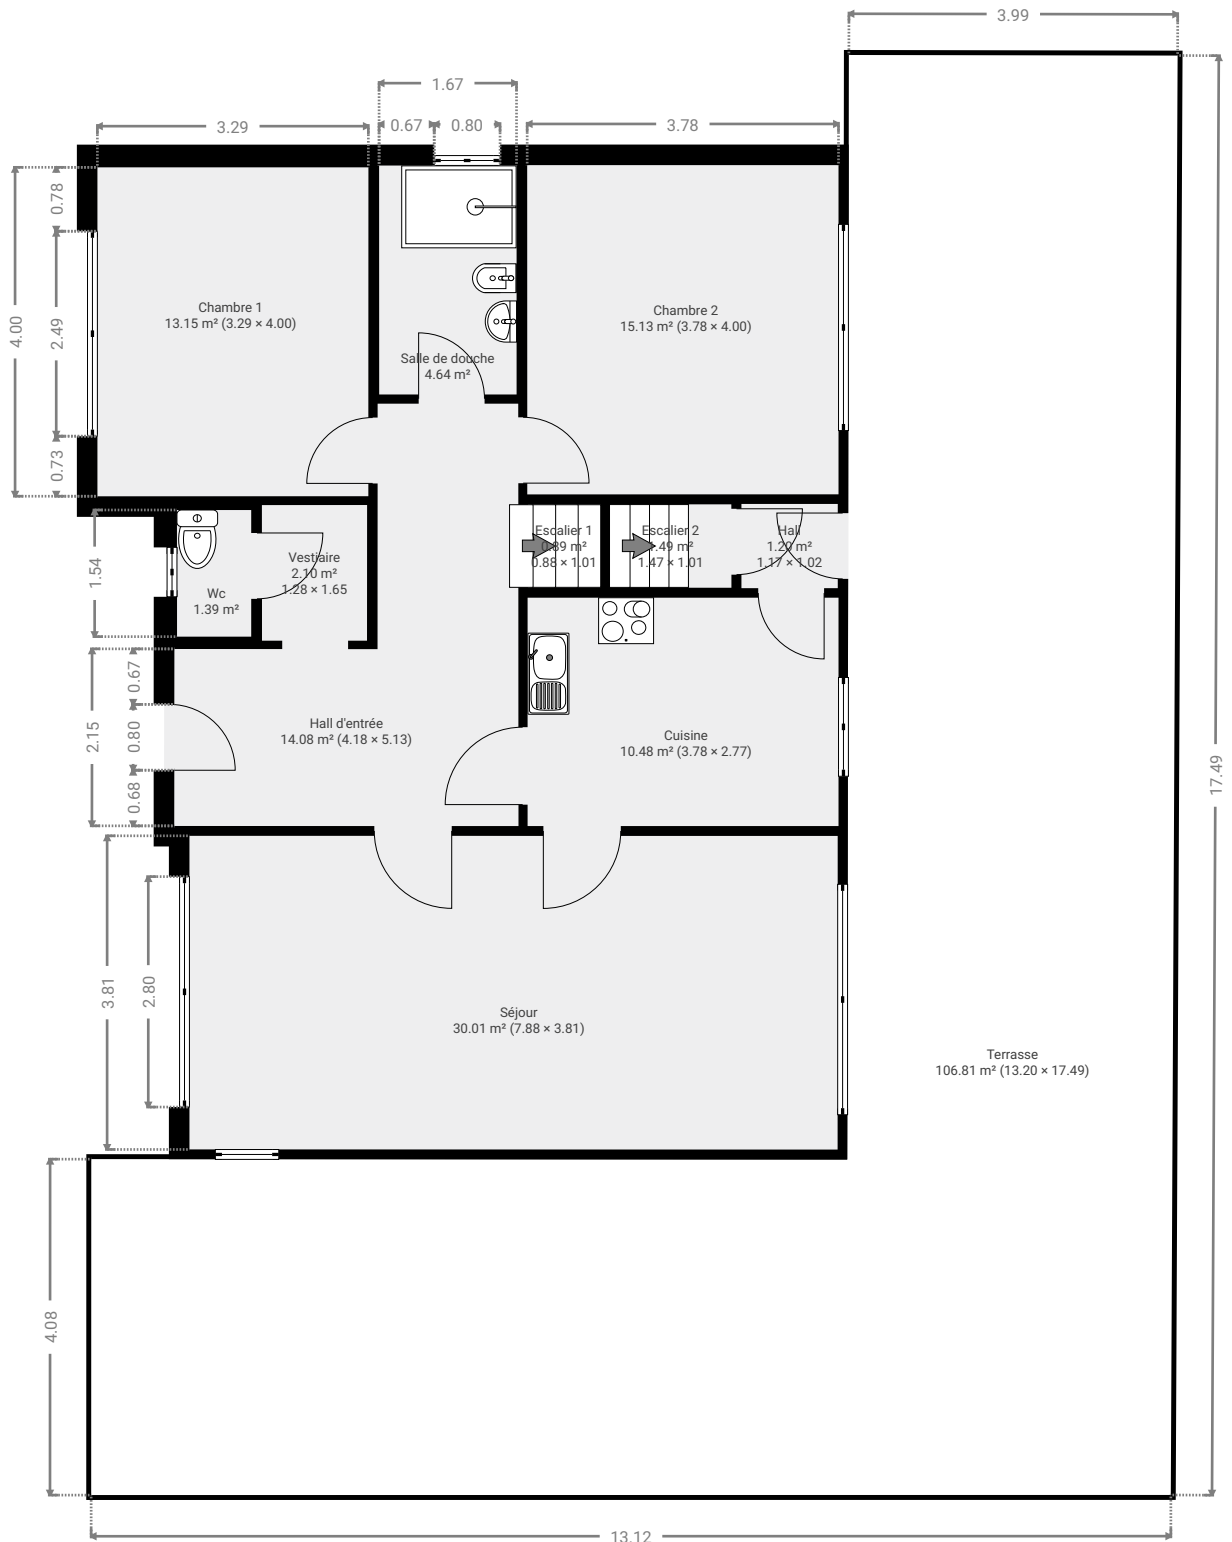 3.99
1.67
3.29
0.67
0.80
3.78
0.78
4.00
2.49
0.73
Chambre 1
13.15 m² (3.29 × 4.00)
Chambre 2
15.13 m² (3.78 × 4.00)
Salle de douche
4.64 m²
Escalier 1
0.89 m²
0.88 × 1.01
Escalier 2
1.49 m²
1.47 × 1.01
Hall
1.20 m²
1.17 × 1.02
Vestiaire
2.10 m²
1.28 × 1.65
Wc
1.39 m²
1.54
0.67
2.15
0.80
0.68
Hall d'entrée
14.08 m² (4.18 × 5.13)
Cuisine
10.48 m² (3.78 × 2.77)
17.49
3.81
2.80
Séjour
30.01 m² (7.88 × 3.81)
Terrasse
106.81 m² (13.20 × 17.49)
4.08
13.12